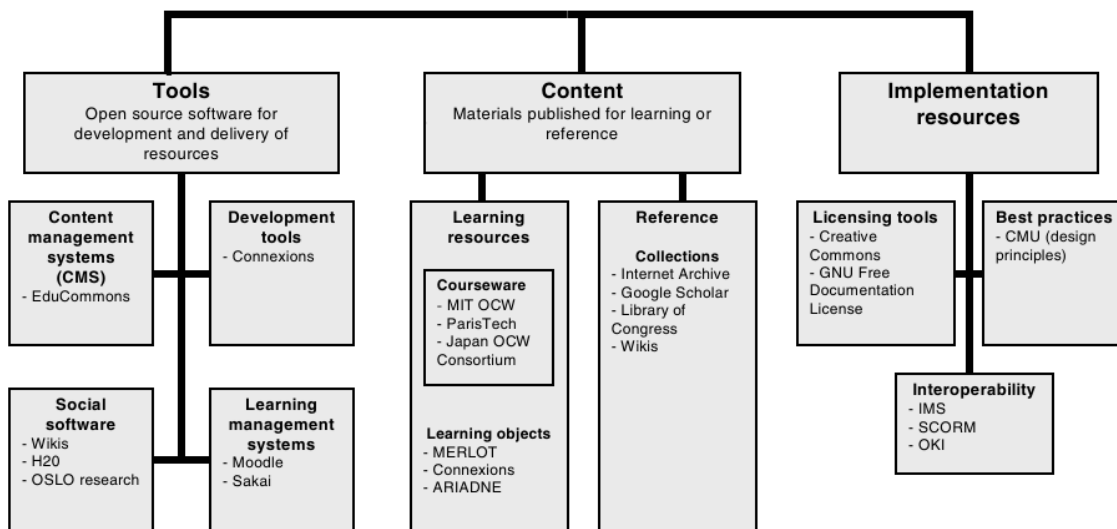 Tools
Open source software for
development and delivery of
resources
Content
Materials published for learning or
reference
Implementation
resources
Content
management
systems
(CMS)
- EduCommons
Development
tools
- Connexions
Social
software
- Wikis
- H20
- OSLO research
Learning
management
systems
- Moodle
- Sakai
Learning
resources
Courseware
- MIT OCW
- ParisTech
- Japan OCW
Consortium
Learning objects
- MERLOT
- Connexions
- ARIADNE
Reference
Collections
- Internet Archive
- Google Scholar
- Library of
Congress
- Wikis
Licensing tools
- Creative
Commons
- GNU Free
Documentation
License
Best practices
- CMU (design
principles)
Interoperability
- IMS
- SCORM
- OKI